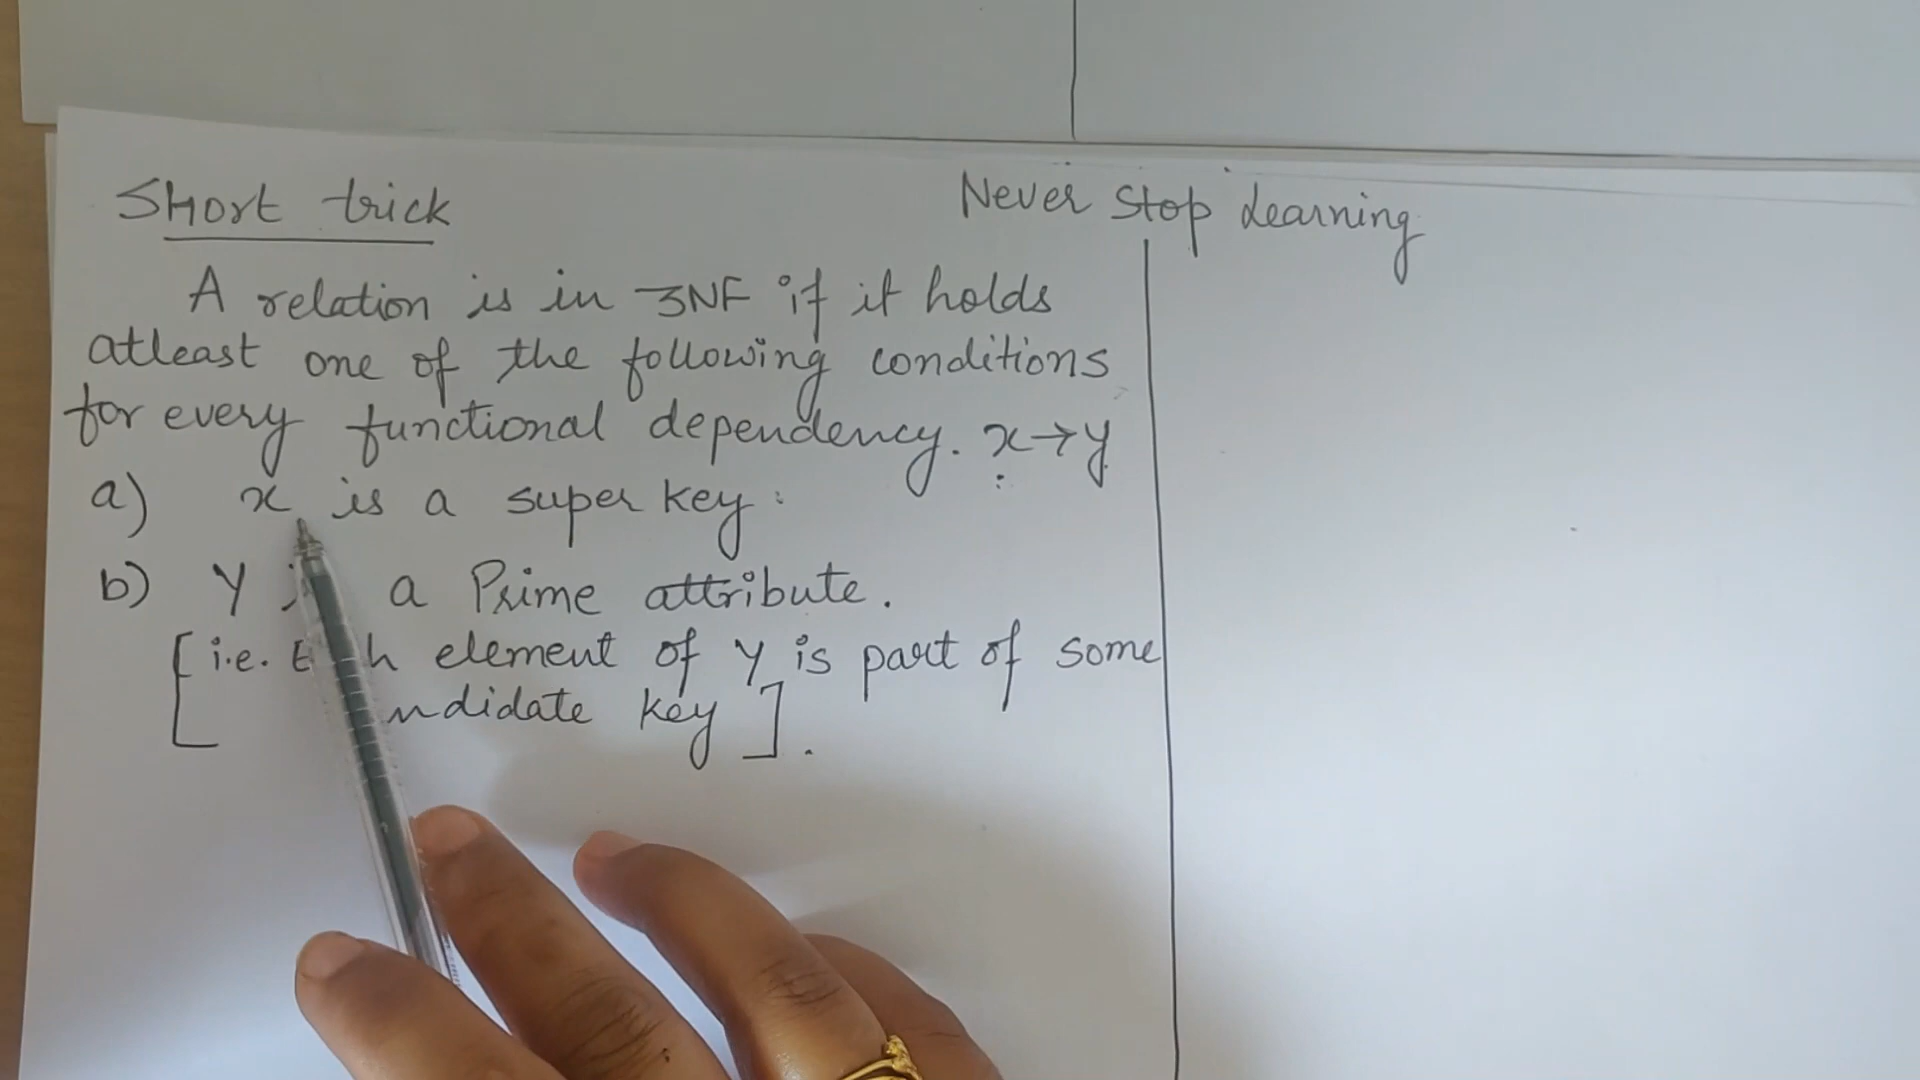 Short trick
Never Stop Learning
A relation is in 3NF if it holds
atleast one of the following conditions
for every functional dependency. x→y
a) x is a super key:
b) Y a Prime attribute.
[i.e. element of y is part of some
key].